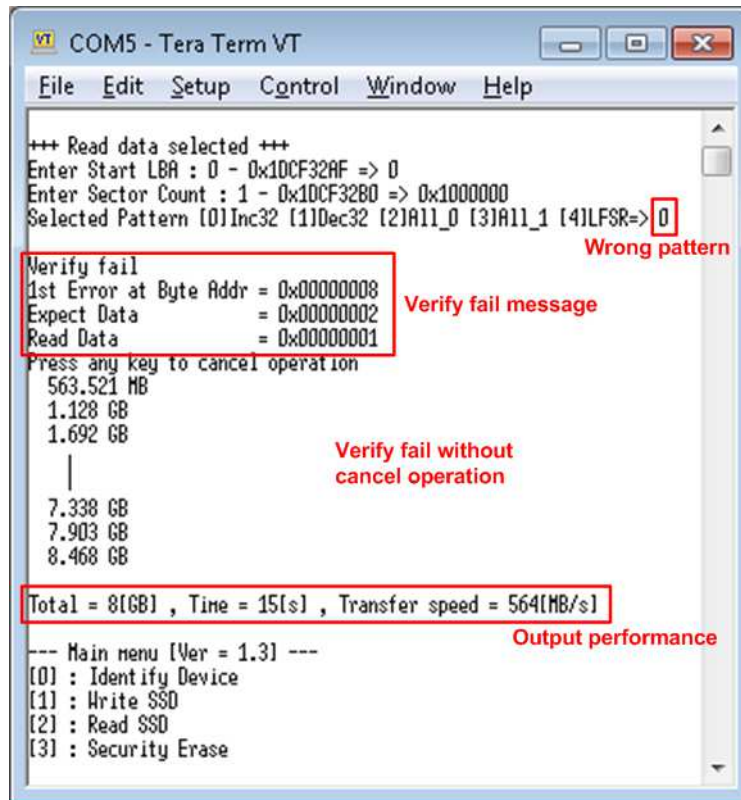 VT COM5 - Tera Term VT
File Edit Setup Control Window Help
+++ Read data selected +++
Enter Start LBA : 0 - 0x1DCF32AF => 0
Enter Sector Count : 1 - 0x1DCF32B0 => 0x1000000
Selected Pattern [0]Inc32 [1]Dec32 [2]All_0 [3]All_1 [4]LFSR=> 0
Wrong pattern
Verify fail
1st Error at Byte Addr = 0x00000008
Expect Data = 0x00000002
Read Data = 0x00000001
Verify fail message
Press any key to cancel operation
563.521 MB
1.128 GB
1.692 GB
Verify fail without
cancel operation
7.338 GB
7.903 GB
8.468 GB
Total = 8[GB] , Time = 15[s] , Transfer speed = 564[MB/s]
Output performance
--- Main menu [Ver = 1.3] ---
[0] : Identify Device
[1] : Write SSD
[2] : Read SSD
[3] : Security Erase